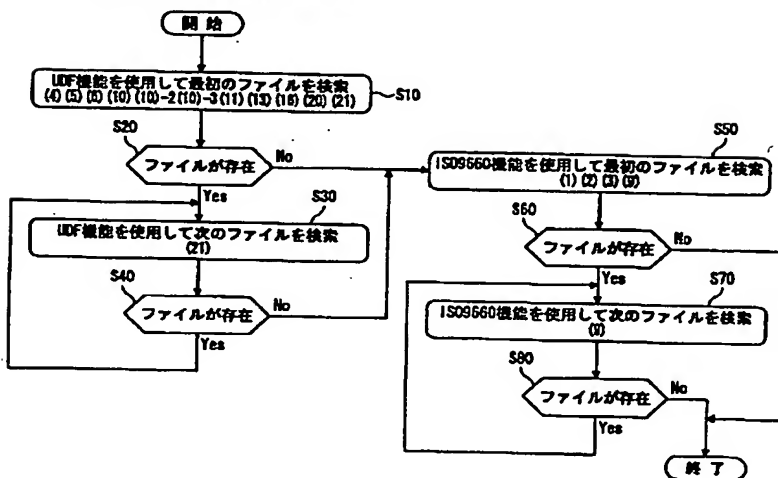 開始
UDF機能を使用して最初のファイルを検索
(4)(5)(6)(10)(10)-2(10)-3(11)(13)(16)(20)(21)
S10
S20
ファイルが存在
No
Yes
S30
UDF機能を使用して次のファイルを検索
(21)
S40
ファイルが存在
No
Yes
S50
ISO9660機能を使用して最初のファイルを検索
(1)(2)(3)(9)
S60
ファイルが存在
No
Yes
S70
ISO9660機能を使用して次のファイルを検索
(9)
S80
ファイルが存在
No
Yes
終了